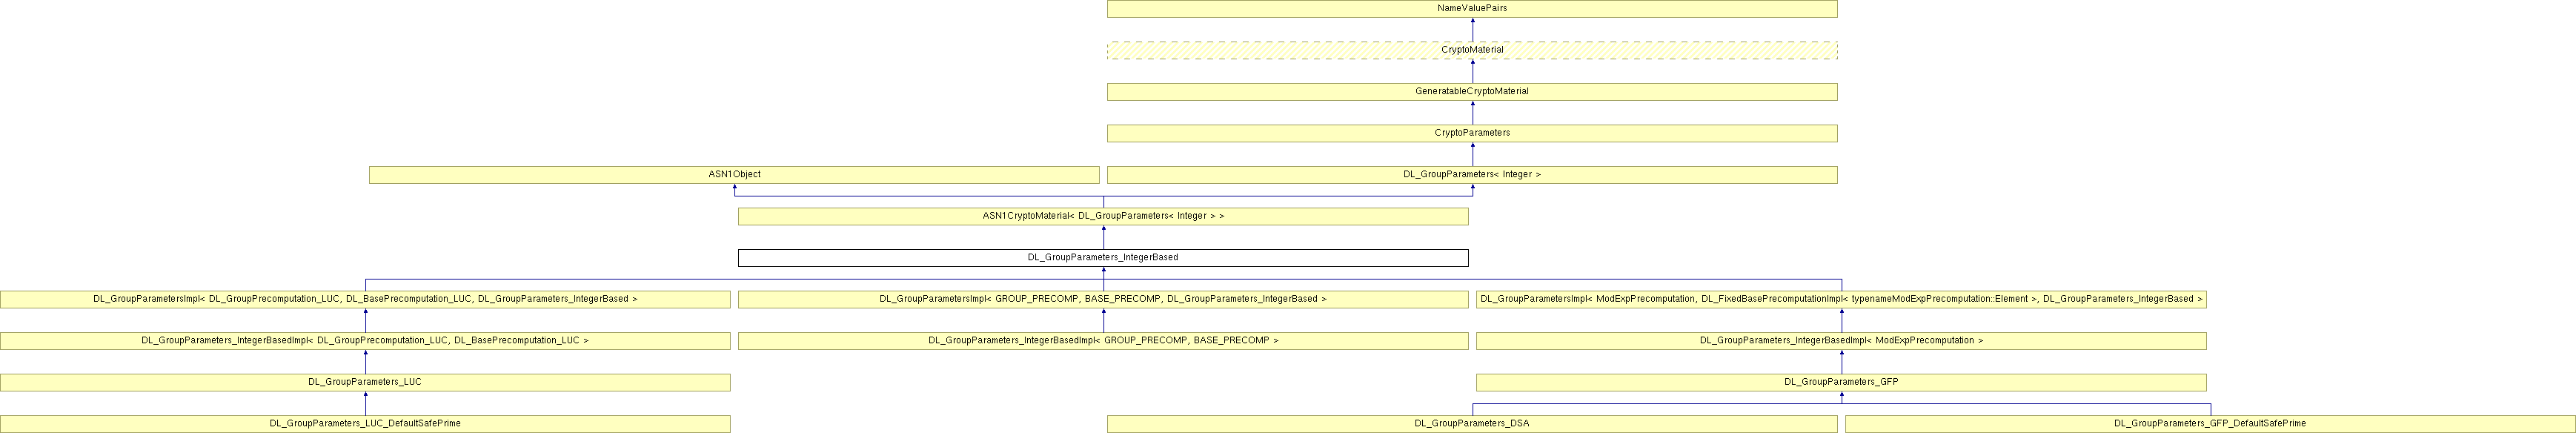 NameValuePairs
CryptoMaterial
GeneratableCryptoMaterial
CryptoParameters
ASN1Object
DL_GroupParameters< Integer >
ASN1CryptoMaterial< DL_GroupParameters< Integer > >
DL_GroupParameters_IntegerBased
DL_GroupParametersImpl< DL_GroupPrecomputation_LUC, DL_BasePrecomputation_LUC, DL_GroupParameters_IntegerBased >
DL_GroupParametersImpl< GROUP_PRECOMP, BASE_PRECOMP, DL_GroupParameters_IntegerBased >
DL_GroupParametersImpl< ModExpPrecomputation, DL_FixedBasePrecomputationImpl< typenameModExpPrecomputation::Element >, DL_GroupParameters_IntegerBased >
DL_GroupParameters_IntegerBasedImpl< DL_GroupPrecomputation_LUC, DL_BasePrecomputation_LUC >
DL_GroupParameters_IntegerBasedImpl< GROUP_PRECOMP, BASE_PRECOMP >
DL_GroupParameters_IntegerBasedImpl< ModExpPrecomputation >
DL_GroupParameters_LUC
DL_GroupParameters_GFP
DL_GroupParameters_LUC_DefaultSafePrime
DL_GroupParameters_DSA
DL_GroupParameters_GFP_DefaultSafePrime